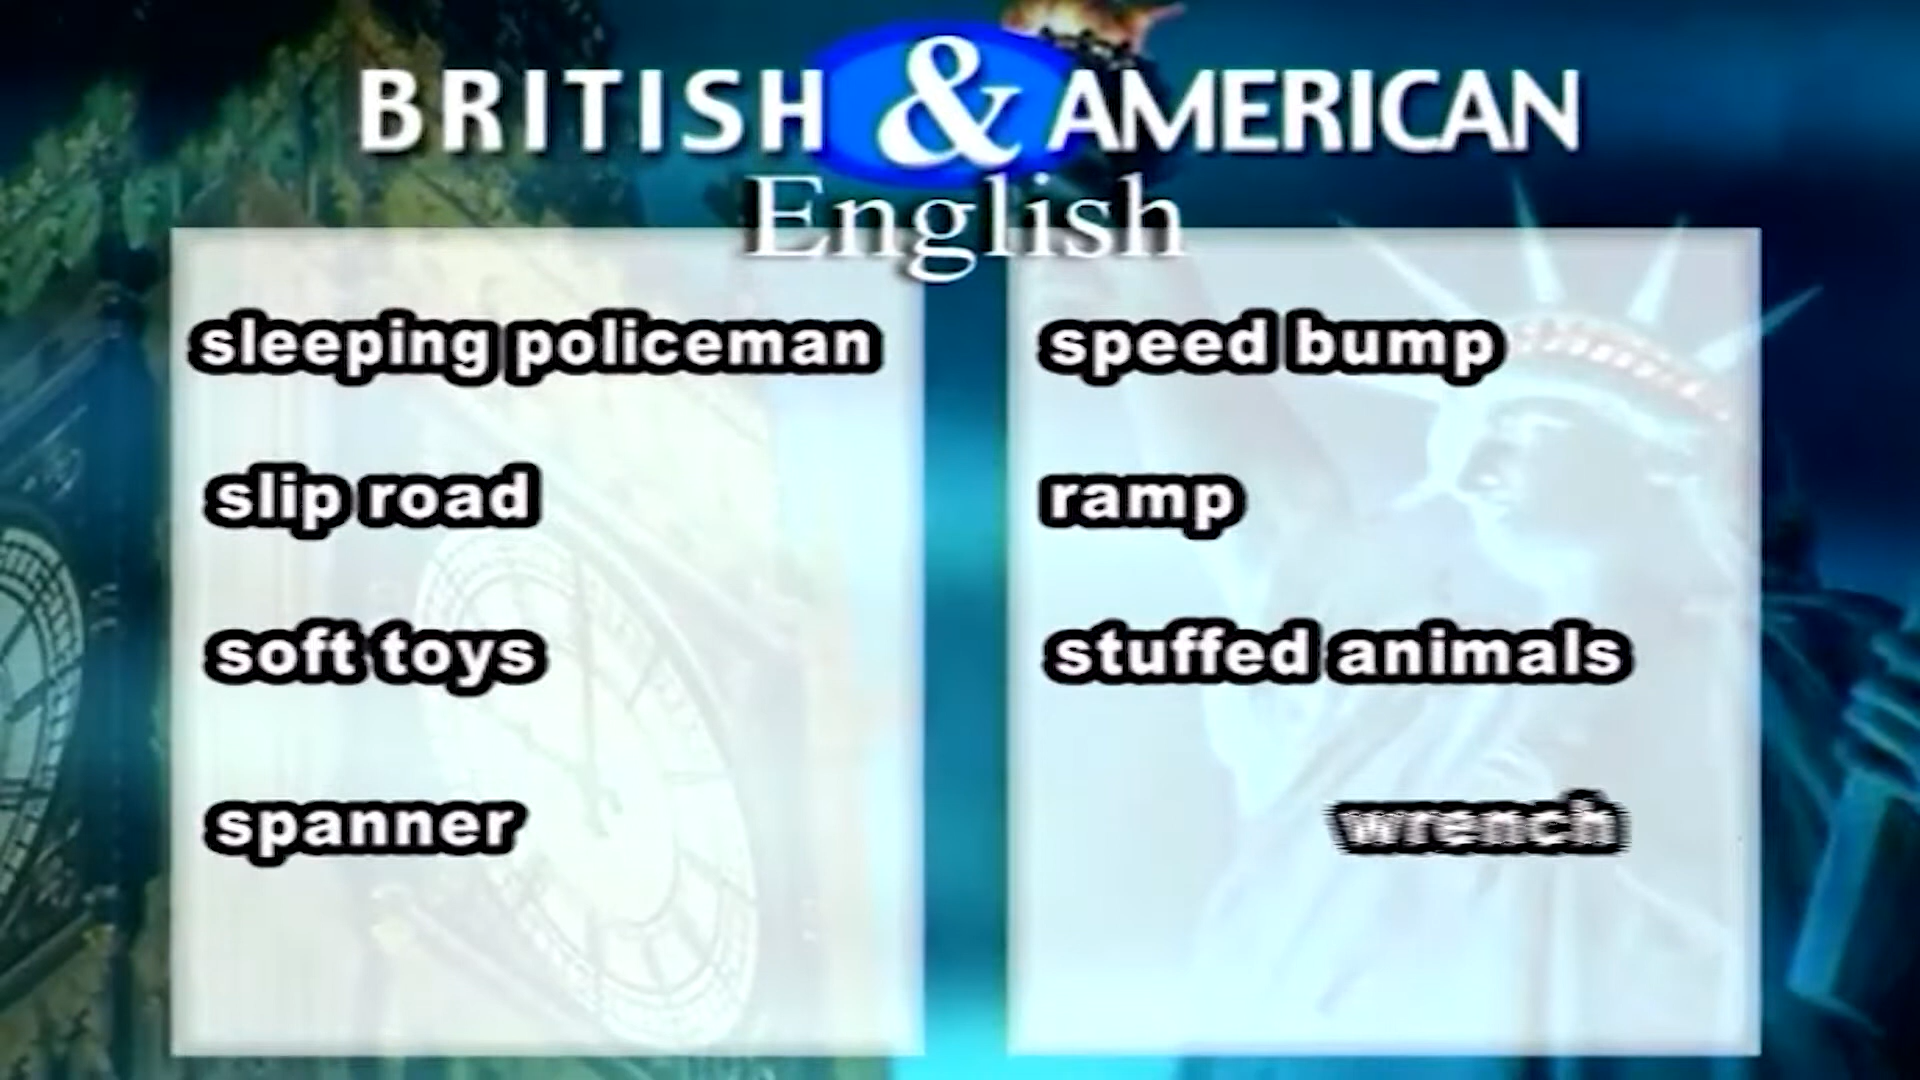 BRITISH & AMERICAN
English
sleeping policeman speed bump
slip road ramp
soft toys stuffed animals
spanner wrench